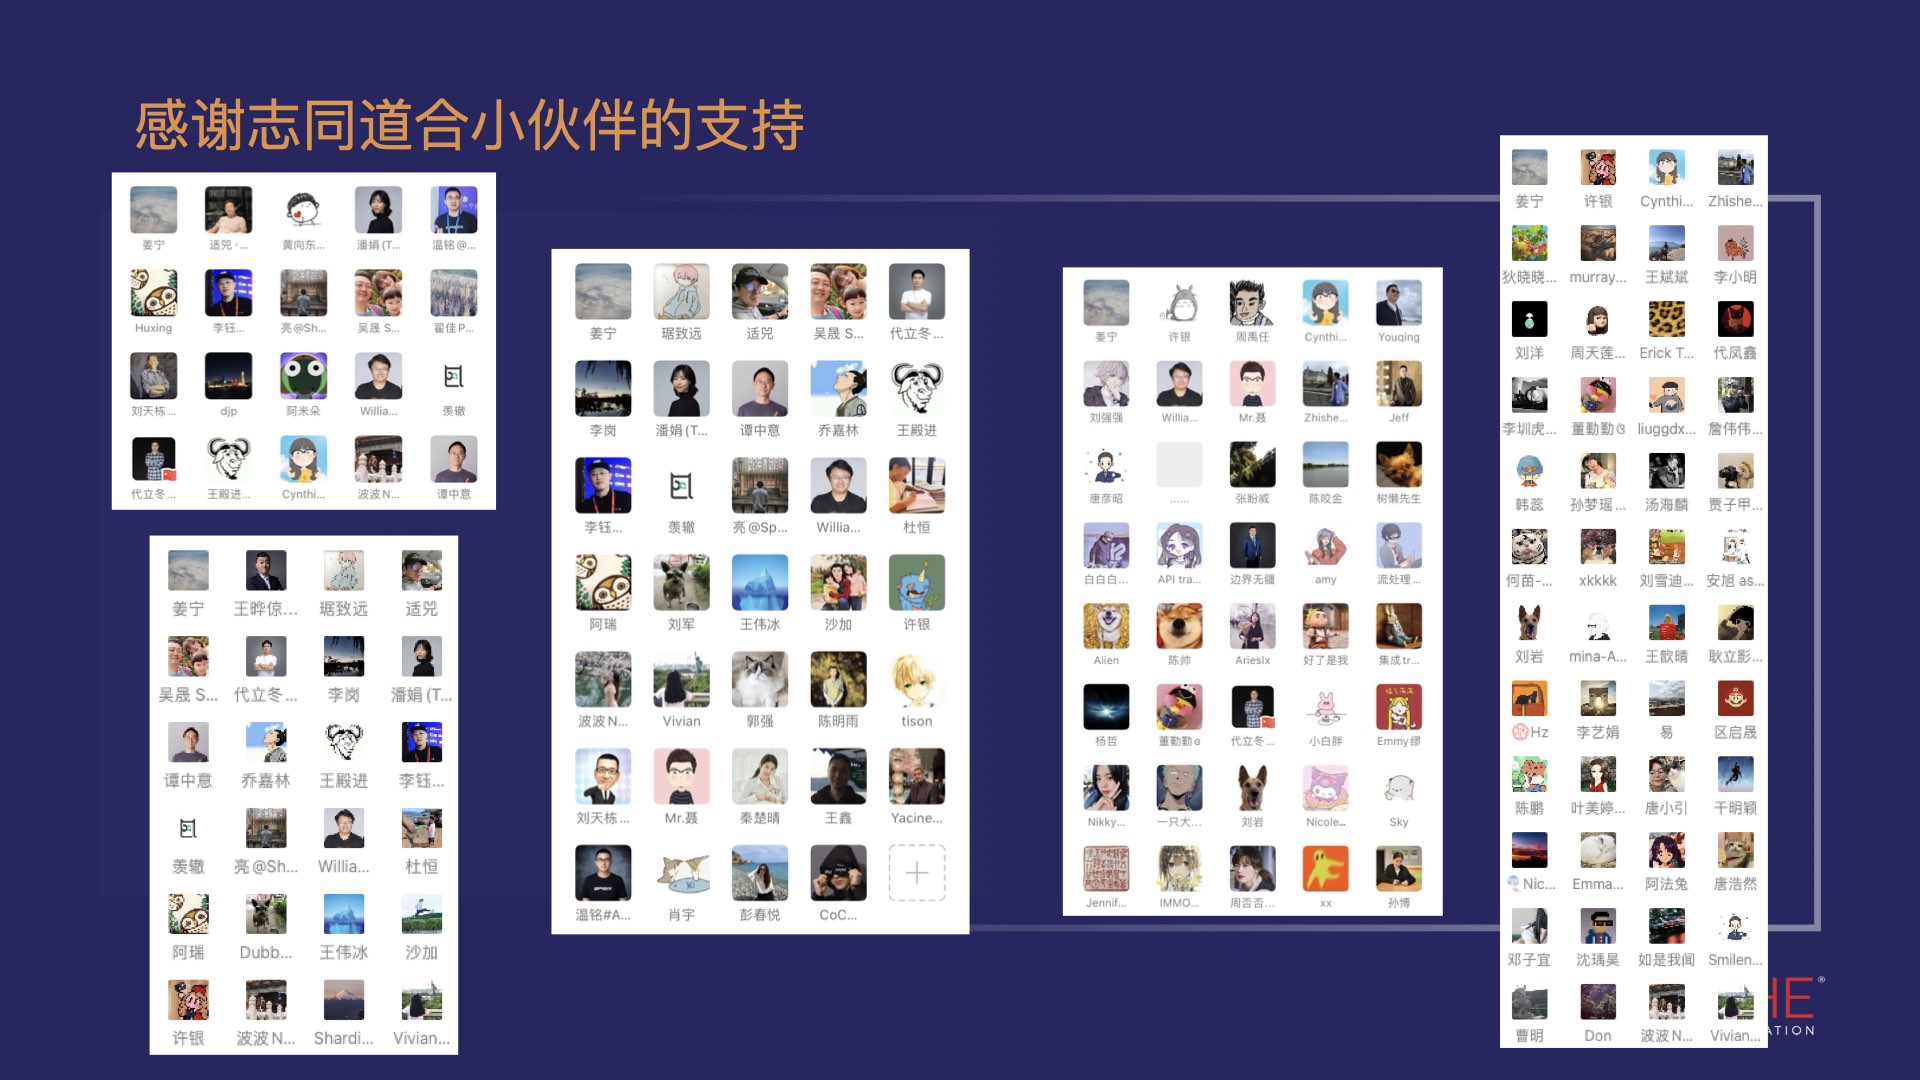 感谢志同道合小伙伴的支持
姜宁 适兕 ·... 黄向东... 潘娟 (T... 温铭 @...
Huxing 李钰... 亮 @Sh... 吴晟 S... 翟佳 P...
刘天栋... djp 阿米朵 Willia... 羡辙
代立冬... 王殿进... Cynthi... 波波 N... 谭中意
姜宁 王晔倞... 琚致远 适兕
吴晟 S... 代立冬... 李岗 潘娟 (T...
谭中意 乔嘉林 王殿进 李钰...
羡辙 亮 @Sh... Willia... 杜恒
阿瑞 Dubb... 王伟冰 沙加
许银 波波 N... Shardi... Vivian...
姜宁 琚致远 适兕 吴晟 S... 代立冬...
李岗 潘娟 (T... 谭中意 乔嘉林 王殿进
李钰... 羡辙 亮 @Sp... Willia... 杜恒
阿瑞 刘军 王伟冰 沙加 许银
波波 N... Vivian 郭强 陈明雨 tison
刘天栋... Mr.聂 秦楚晴 王鑫 Yacine...
温铭#A... 肖宇 彭春悦 CoC...
姜宁 许银 周禹任 Cynthi... Youqing
刘强强 Willia... Mr.聂 Zhishe... Jeff
唐彦昭 ...... 张盼威 陈咬金 树懒先生
白白白... API tra... 边界无疆 amy 流处理...
Alien 陈帅 Arieslx 好了是我 集成 tr...
杨哲 董勤勤 代立冬... 小白胖 Emmy 缪
Nikky... 一只大... 刘岩 Nicole... Sky
Jennif... IMMO... 周否否... xx 孙博
姜宁 许银 Cynthi... Zhishe...
狄晓晓... murray... 王斌斌 李小明
刘洋 周天莲... Erick T... 代凤鑫
李圳虎... 董勤勤 liuggdx... 詹伟伟...
韩蕊 孙梦瑶... 汤海麟 贾子甲...
何苗-... xkkkk 刘雪迪... 安旭 as...
刘岩 mina-A... 王歆晴 耿立影...
Hz 李艺娟 易 区启晟
陈鹏 叶美婷... 唐小引 干明颖
Nic... Emma... 阿法兔 唐浩然
邓子宜 沈瑀昊 如是我闻 Smilen...
曹明 Don 波波 N... Vivian...
HE ®
ATION